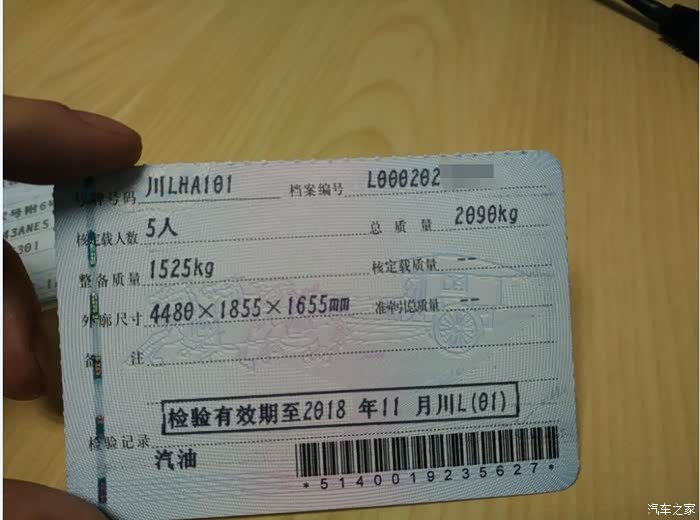 号牌号码 川LHA101 档案编号 L000202
核定载人数 5人 总质量 2090kg
整备质量 1525kg 核定载质量 --
外廓尺寸 4480×1855×1655mm 准牵引总质量 --
备注
检验有效期至2018 年11 月川L(01)
检验记录
汽油
*5140019235627*
43ANE5
301
汽车之家